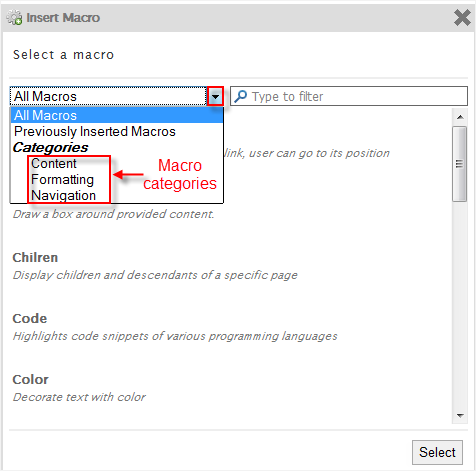 Insert Macro
Select a macro
All Macros
Type to filter
All Macros
Previously Inserted Macros
Categories
Content
Formatting
Navigation
Macro
categories
link, user can go to its position
Draw a box around provided content.
Chilren
Display children and descendants of a specific page
Code
Highlights code snippets of various programming languages
Color
Decorate text with color
Select